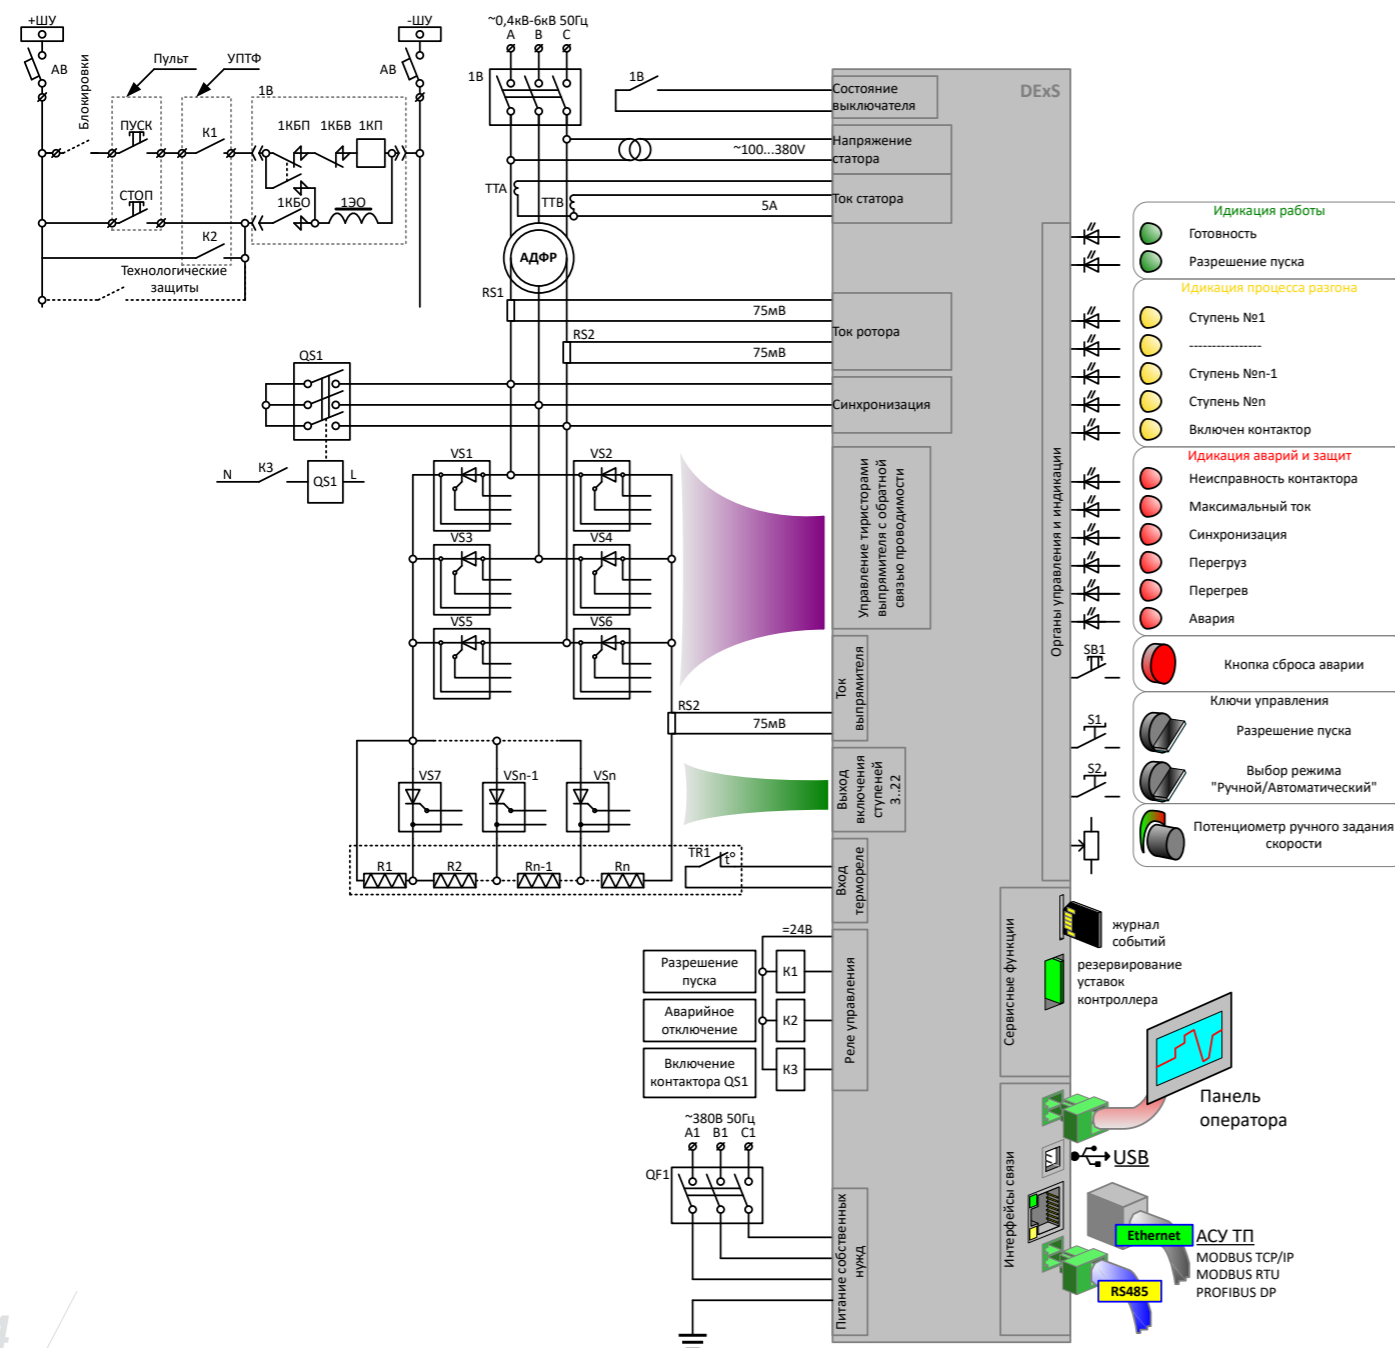 +ШУ
-ШУ
АВ
АВ
Блокировки
Пульт
УПТФ
1В
ПУСК
К1
1КБП
1КБВ
1КП
СТОП
1КБО
1ЭО
К2
Технологические
защиты
~0,4кВ-6кВ 50Гц
A
B
C
1В
1В
DExS
Состояние
выключателя
Напряжение
статора
~100...380V
ТТА
ТТВ
Ток статора
5А
АДФР
RS1
75мВ
Ток ротора
RS2
75мВ
QS1
Синхронизация
N
К3
QS1
L
VS1
VS2
VS3
VS4
VS5
VS6
Управление тиристорами
выпрямителя с обратной
связью проводимости
Ток
выпрямителя
RS2
75мВ
VS7
VSn-1
VSn
Выход
включения
ступеней
3..22
R1
R2
Rn-1
Rn
TR1
t°
Вход
термореле
=24В
Разрешение
пуска
К1
Аварийное
отключение
К2
Включение
контактора QS1
К3
Реле управления
~380В 50Гц
A1
B1
C1
QF1
Питание собственных
нужд
Органы управления и индикации
Идикация работы
Готовность
Разрешение пуска
Идикация процесса разгона
Ступень №1
----------------
Ступень №n-1
Ступень №n
Включен контактор
Идикация аварий и защит
Неисправность контактора
Максимальный ток
Синхронизация
Перегруз
Перегрев
Авария
SB1
Кнопка сброса аварии
Ключи управления
S1
Разрешение пуска
S2
Выбор режима
"Ручной/Автоматический"
Потенциометр ручного задания
скорости
Сервисные функции
журнал
событий
резервирование
уставок
контроллера
Интерфейсы связи
Панель
оператора
USB
Ethernet
АСУ ТП
MODBUS TCP/IP
MODBUS RTU
PROFIBUS DP
RS485
4